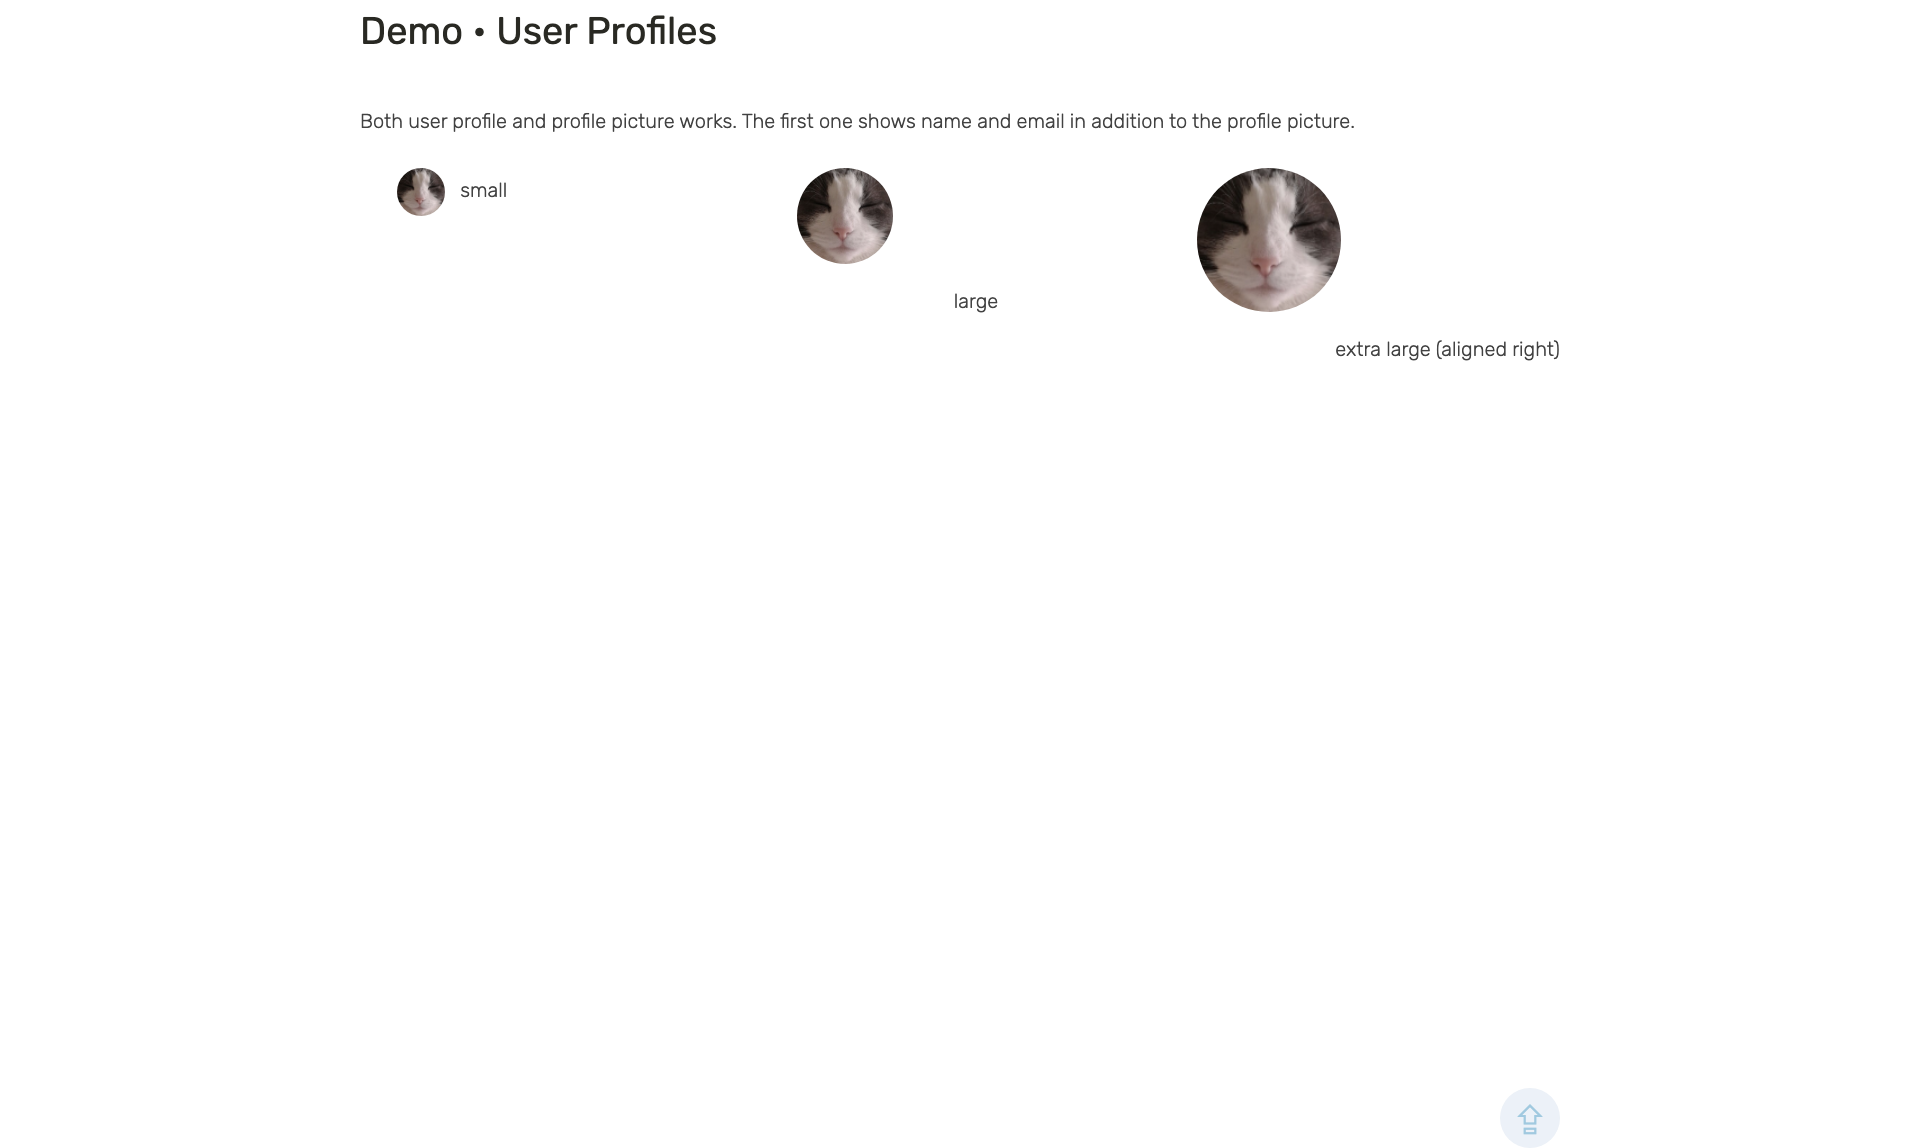 Demo • User Profiles
Both user profile and profile picture works. The first one shows name and email in addition to the profile picture.
small
large
extra large (aligned right)